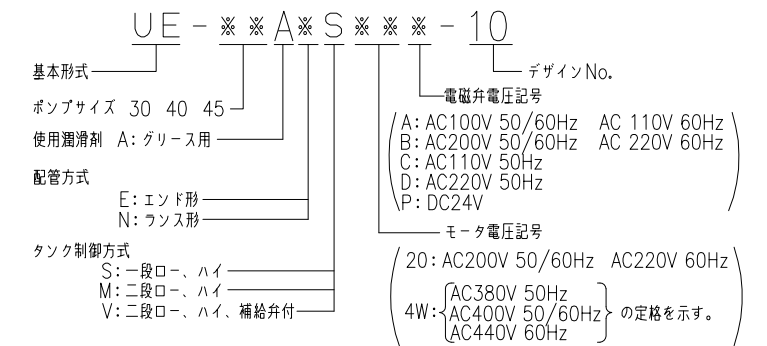 UE-※※A※S※※※-10
基本形式
デザインNo.
ポンプサイズ 30 40 45
電磁弁電圧記号
使用潤滑剤 A:グリース用
A:AC100V 50/60Hz AC 110V 60Hz
B:AC200V 50/60Hz AC 220V 60Hz
C:AC110V 50Hz
D:AC220V 50Hz
P:DC24V
配管方式
E:エンド形
N:ランス形
モータ電圧記号
タンク制御方式
S:一段ロー、ハイ
M:二段ロー、ハイ
V:二段ロー、ハイ、補給弁付
20:AC200V 50/60Hz AC220V 60Hz
4W:
AC380V 50Hz
AC400V 50/60Hz
AC440V 60Hz
の定格を示す。